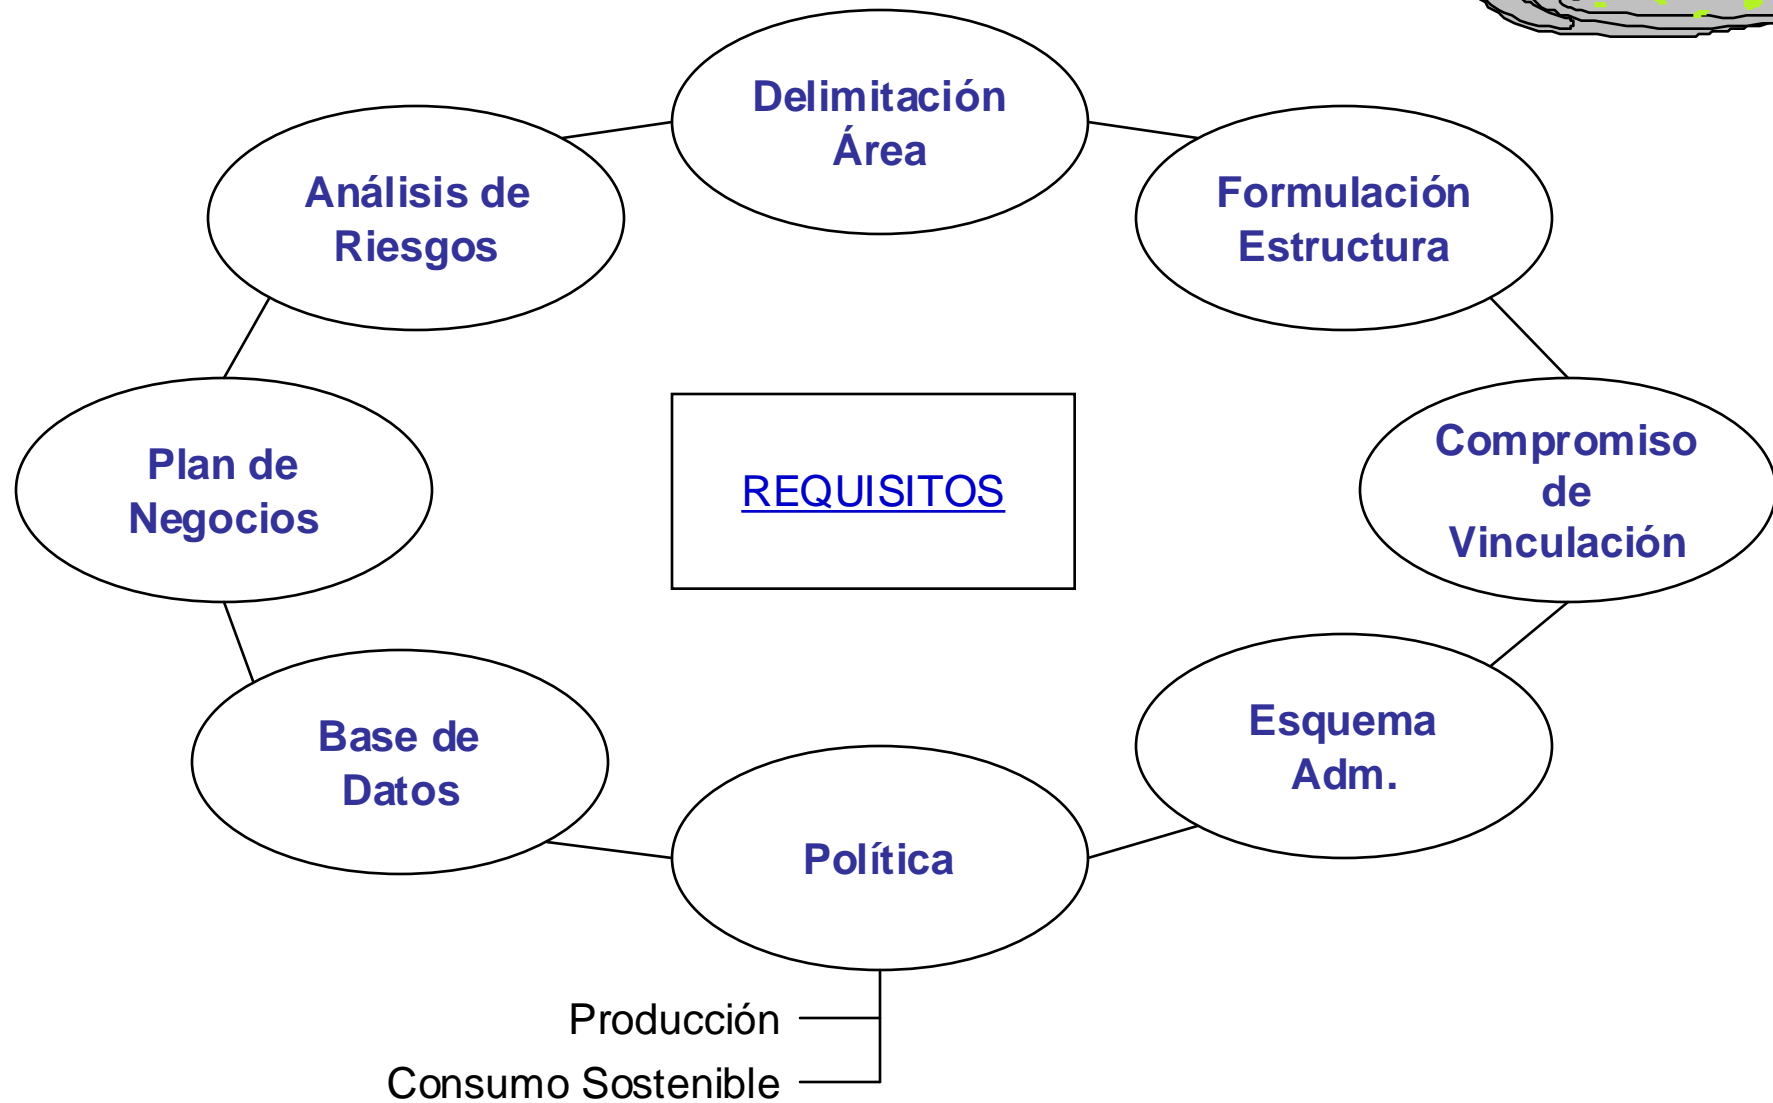 Delimitación
Área
Análisis de
Riesgos
Formulación
Estructura
Plan de
Negocios
REQUISITOS
Compromiso
de
Vinculación
Base de
Datos
Esquema
Adm.
Política
Producción
Consumo Sostenible